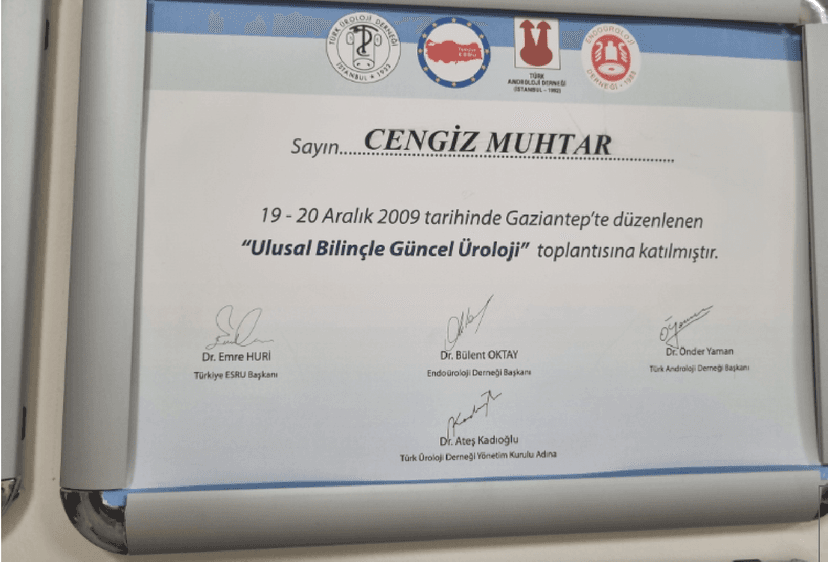 TÜRK ÜROLOJİ DERNEĞİ
İSTANBUL 1933
TÜRK
ANDROLOJİ DERNEĞİ
(İSTANBUL - 1992)
ENDOÜROLOJİ
DERNEĞİ
Sayın.....CENGİZ MUHTAR
19 - 20 Aralık 2009 tarihinde Gaziantep'te düzenlenen
“Ulusal Bilinçle Güncel Üroloji” toplantısına katılmıştır.
Dr. Emre HURİ
Türkiye ESRU Başkanı
Dr. Bülent OKTAY
Endoüroloji Derneği Başkanı
Dr. Önder Yaman
Türk Androloji Derneği Başkanı
Dr. Ateş Kadıoğlu
Türk Üroloji Derneği Yönetim Kurulu Adına